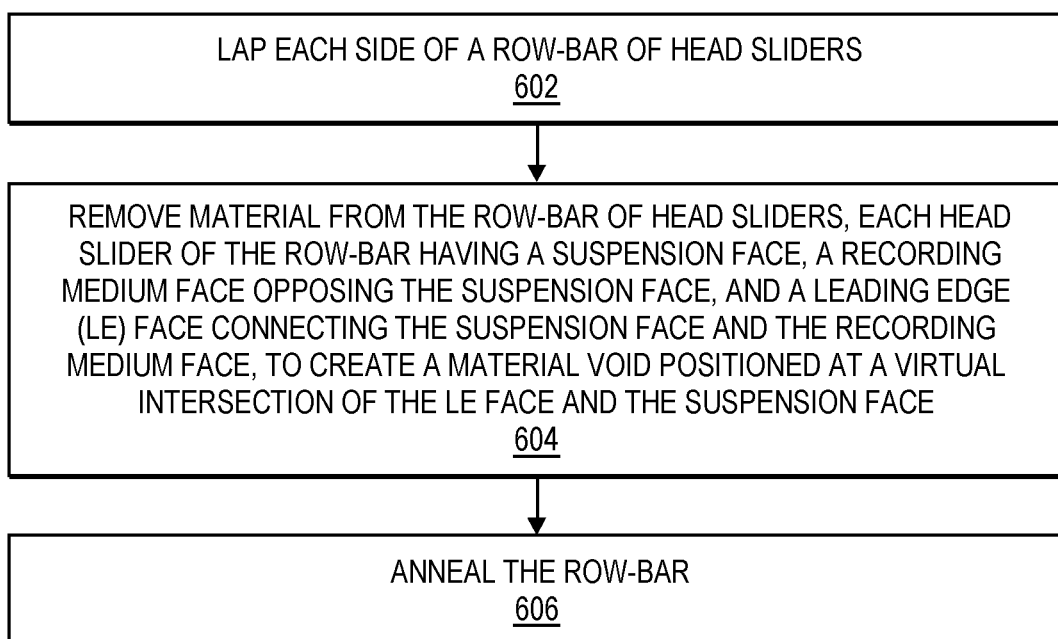 LAP EACH SIDE OF A ROW-BAR OF HEAD SLIDERS
602
REMOVE MATERIAL FROM THE ROW-BAR OF HEAD SLIDERS, EACH HEAD
SLIDER OF THE ROW-BAR HAVING A SUSPENSION FACE, A RECORDING
MEDIUM FACE OPPOSING THE SUSPENSION FACE, AND A LEADING EDGE
(LE) FACE CONNECTING THE SUSPENSION FACE AND THE RECORDING
MEDIUM FACE, TO CREATE A MATERIAL VOID POSITIONED AT A VIRTUAL
INTERSECTION OF THE LE FACE AND THE SUSPENSION FACE
604
ANNEAL THE ROW-BAR
606